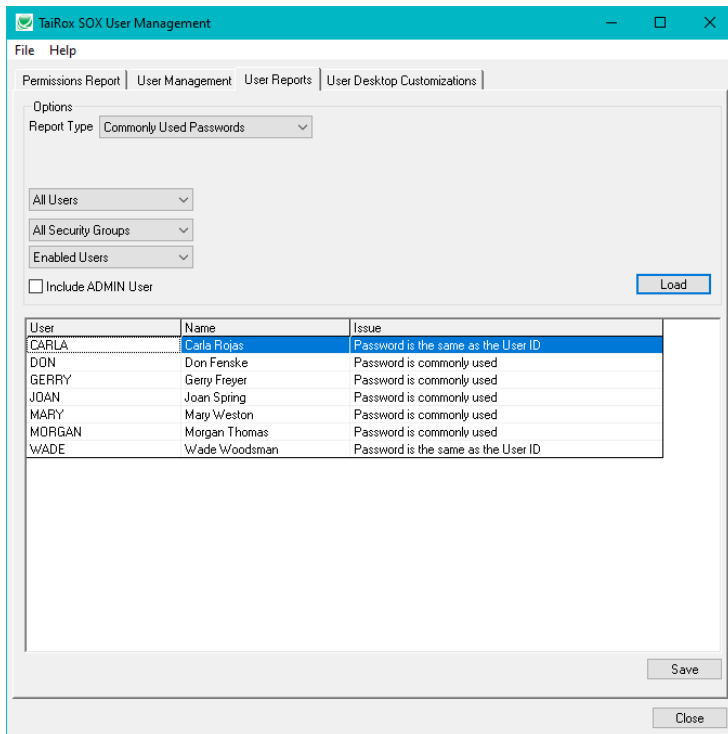 TaiRox SOX User Management
File Help
Permissions Report User Management User Reports User Desktop Customizations
Options
Report Type Commonly Used Passwords
All Users
All Security Groups
Enabled Users
Include ADMIN User Load
User Name Issue
CARLA Carla Rojas Password is the same as the User ID
DON Don Fenske Password is commonly used
GERRY Gerry Freyer Password is commonly used
JOAN Joan Spring Password is commonly used
MARY Mary Weston Password is commonly used
MORGAN Morgan Thomas Password is commonly used
WADE Wade Woodsman Password is the same as the User ID
Save
Close